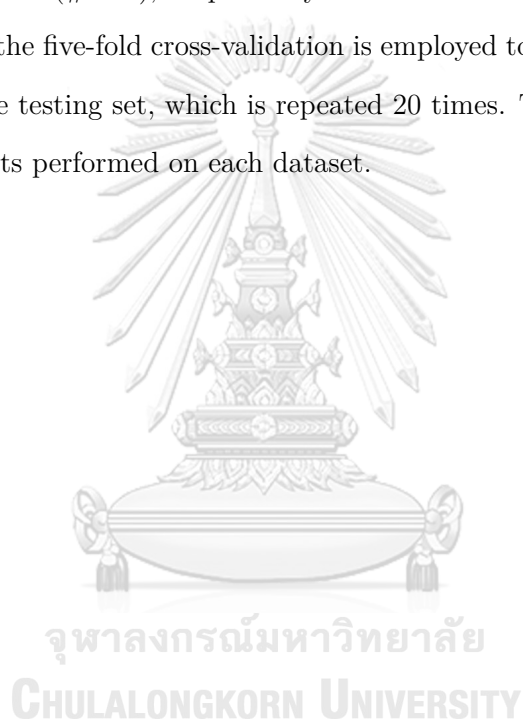 the five-fold cross-validation is employed to
e testing set, which is repeated 20 times. T
ts performed on each dataset.
จุฬาลงกรณ์มหาวิทยาลัย
CHULALONGKORN UNIVERSITY